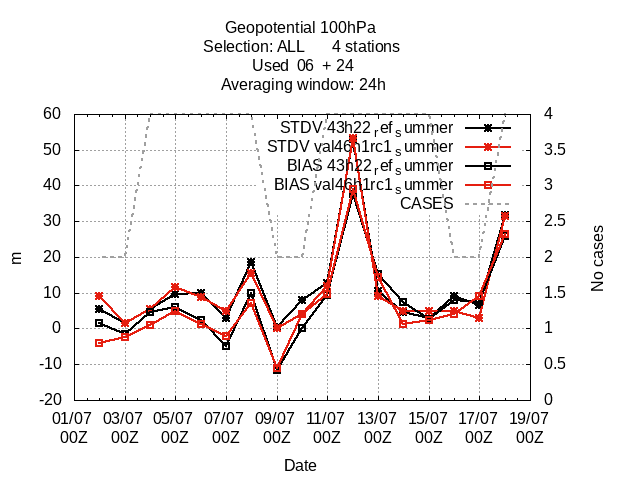 Geopotential 100hPa
Selection: ALL 4 stations
Used 06 + 24
Averaging window: 24h
STDV 43h22_ref_summer
STDV val46h1rc1_summer
BIAS 43h22_ref_summer
BIAS val46h1rc1_summer
CASES
60
50
40
30
20
10
0
-10
-20
m
4
3.5
3
2.5
2
1.5
1
0.5
0
No cases
01/07 03/07 05/07 07/07 09/07 11/07 13/07 15/07 17/07 19/07
00Z 00Z 00Z 00Z 00Z 00Z 00Z 00Z 00Z 00Z
Date